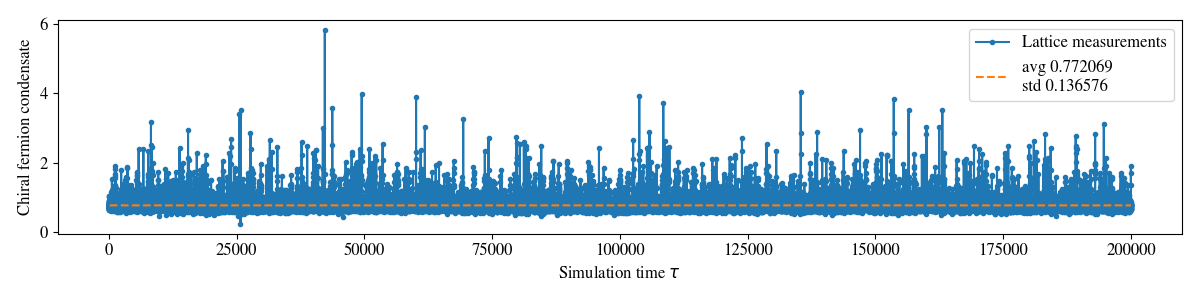 Chiral fermion condensate
6
4
2
0
Lattice measurements
avg 0.772069
std 0.136576
0 25000 50000 75000 100000 125000 150000 175000 200000
Simulation time τ